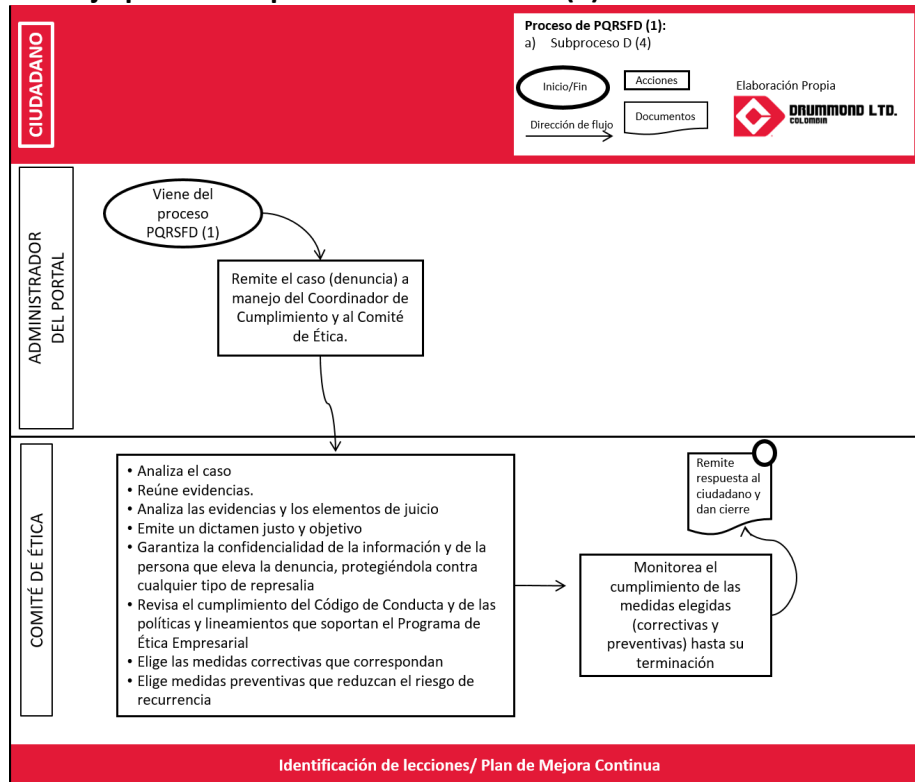 CIUDADANO
Proceso de PQRSFD (1):
a) Subproceso D (4)
Inicio/Fin
Acciones
Dirección de flujo
Documentos
Elaboración Propia
DRUMMOND LTD.
COLOMBIA
ADMINISTRADOR
DEL PORTAL
Viene del
proceso
PQRSFD (1)
Remite el caso (denuncia) a
manejo del Coordinador de
Cumplimiento y al Comité
de Ética.
COMITÉ DE ÉTICA
• Analiza el caso
• Reúne evidencias.
• Analiza las evidencias y los elementos de juicio
• Emite un dictamen justo y objetivo
• Garantiza la confidencialidad de la información y de la
persona que eleva la denuncia, protegiéndola contra
cualquier tipo de represalia
• Revisa el cumplimiento del Código de Conducta y de las
políticas y lineamientos que soportan el Programa de
Ética Empresarial
• Elige las medidas correctivas que correspondan
• Elige medidas preventivas que reduzcan el riesgo de
recurrencia
Monitorea el
cumplimiento de las
medidas elegidas
(correctivas y
preventivas) hasta su
terminación
Remite
respuesta al
ciudadano y
dan cierre
Identificación de lecciones/ Plan de Mejora Continua